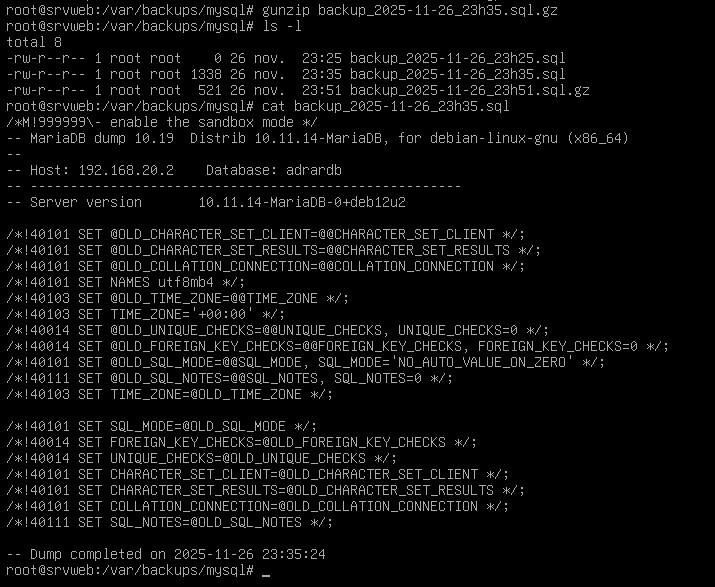 root@srvweb:/var/backups/mysql# gunzip backup_2025-11-26_23h35.sql.gz
root@srvweb:/var/backups/mysql# ls -l
total 8
-rw-r--r-- 1 root root    0 26 nov.  23:25 backup_2025-11-26_23h25.sql
-rw-r--r-- 1 root root 1338 26 nov.  23:35 backup_2025-11-26_23h35.sql
-rw-r--r-- 1 root root  521 26 nov.  23:51 backup_2025-11-26_23h51.sql.gz
root@srvweb:/var/backups/mysql# cat backup_2025-11-26_23h35.sql
/*M!999999\- enable the sandbox mode */
-- MariaDB dump 10.19  Distrib 10.11.14-MariaDB, for debian-linux-gnu (x86_64)
--
-- Host: 192.168.20.2    Database: adrardb
-- ------------------------------------------------------
-- Server version       10.11.14-MariaDB-0+deb12u2

/*!40101 SET @OLD_CHARACTER_SET_CLIENT=@@CHARACTER_SET_CLIENT */;
/*!40101 SET @OLD_CHARACTER_SET_RESULTS=@@CHARACTER_SET_RESULTS */;
/*!40101 SET @OLD_COLLATION_CONNECTION=@@COLLATION_CONNECTION */;
/*!40101 SET NAMES utf8mb4 */;
/*!40103 SET @OLD_TIME_ZONE=@@TIME_ZONE */;
/*!40103 SET TIME_ZONE='+00:00' */;
/*!40014 SET @OLD_UNIQUE_CHECKS=@@UNIQUE_CHECKS, UNIQUE_CHECKS=0 */;
/*!40014 SET @OLD_FOREIGN_KEY_CHECKS=@@FOREIGN_KEY_CHECKS, FOREIGN_KEY_CHECKS=0 */;
/*!40101 SET @OLD_SQL_MODE=@@SQL_MODE, SQL_MODE='NO_AUTO_VALUE_ON_ZERO' */;
/*!40111 SET @OLD_SQL_NOTES=@@SQL_NOTES, SQL_NOTES=0 */;
/*!40103 SET TIME_ZONE=@OLD_TIME_ZONE */;

/*!40101 SET SQL_MODE=@OLD_SQL_MODE */;
/*!40014 SET FOREIGN_KEY_CHECKS=@OLD_FOREIGN_KEY_CHECKS */;
/*!40014 SET UNIQUE_CHECKS=@OLD_UNIQUE_CHECKS */;
/*!40101 SET CHARACTER_SET_CLIENT=@OLD_CHARACTER_SET_CLIENT */;
/*!40101 SET CHARACTER_SET_RESULTS=@OLD_CHARACTER_SET_RESULTS */;
/*!40101 SET COLLATION_CONNECTION=@OLD_COLLATION_CONNECTION */;
/*!40111 SET SQL_NOTES=@OLD_SQL_NOTES */;

-- Dump completed on 2025-11-26 23:35:24
root@srvweb:/var/backups/mysql# _